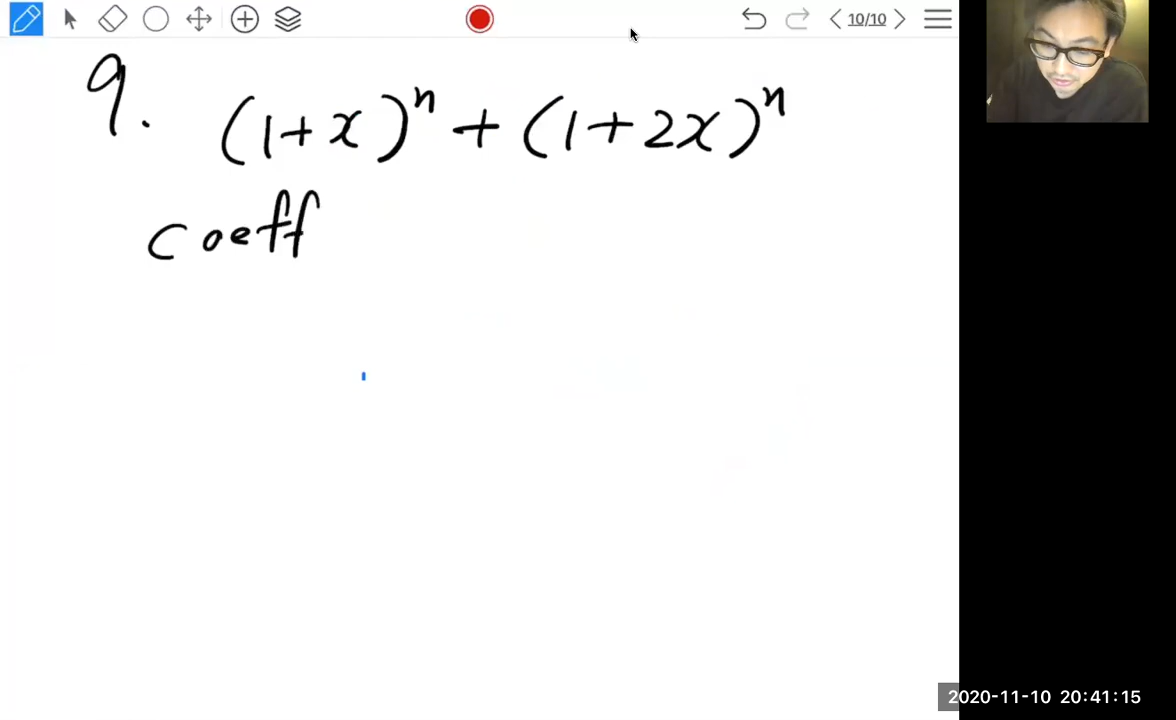 10/10
9. (1+x)^n + (1+2x)^n
coeff
2020-11-10 20:41:15